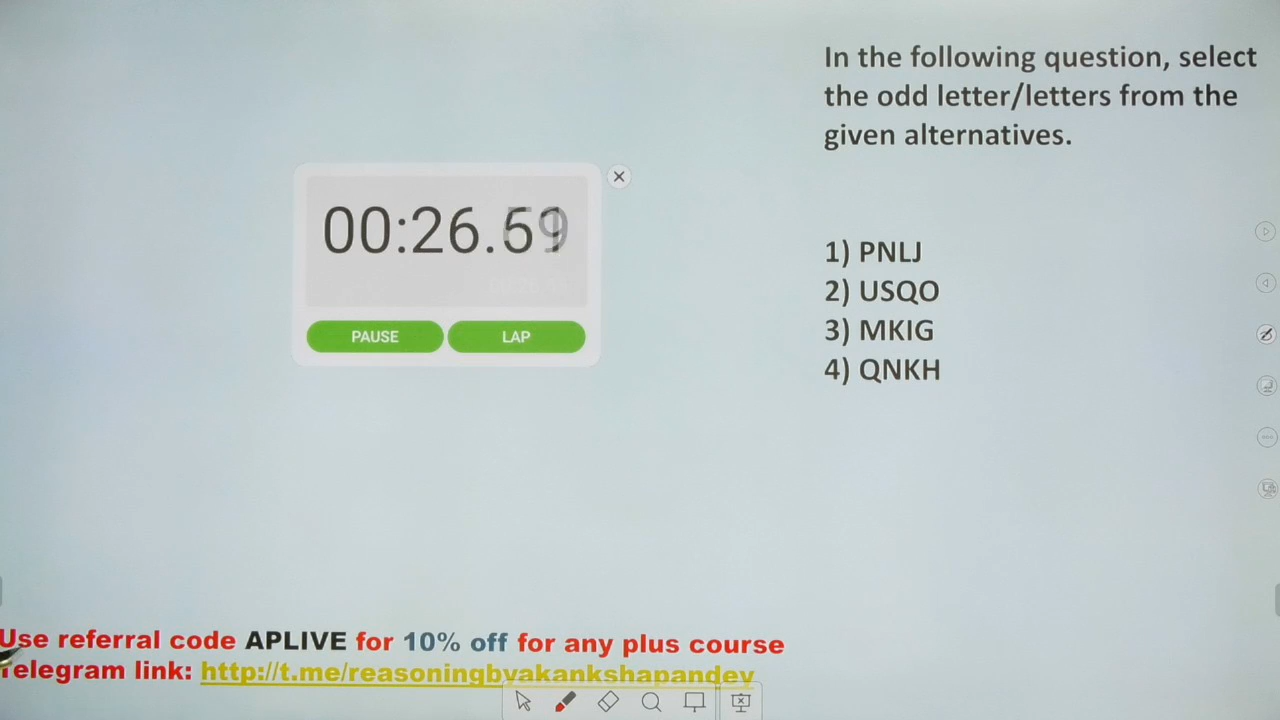 In the following question, select
the odd letter/letters from the
given alternatives.
00:26.59
PAUSE
LAP
1) PNLJ
2) USQO
3) MKIG
4) QNKH
Use referral code APLIVE for 10% off for any plus course
Telegram link: http://t.me/reasoningbyakankshapandey